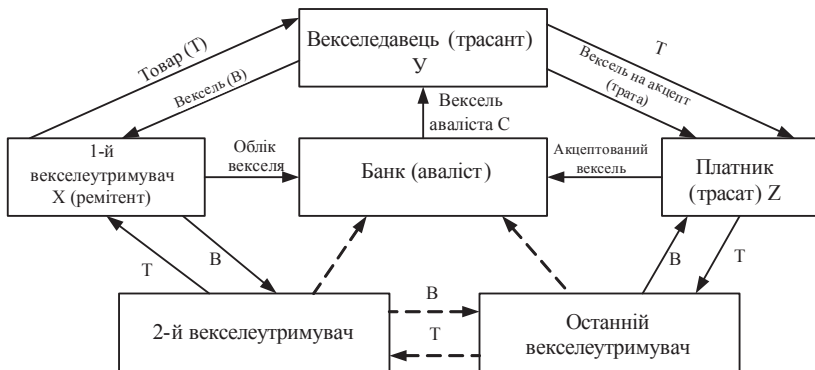 Товар (Т)
Векселедавець (трасант)
У
Т
Вексель (В)
Вексель на акцепт
(трата)
Вексель
аваліста С
1-й
векселеутримувач
Х (ремітент)
Облік
векселя
Банк (аваліст)
Акцептований
вексель
Платник
(трасат) Z
Т
В
В
Т
2-й векселеутримувач
В
Т
Останній
векселеутримувач